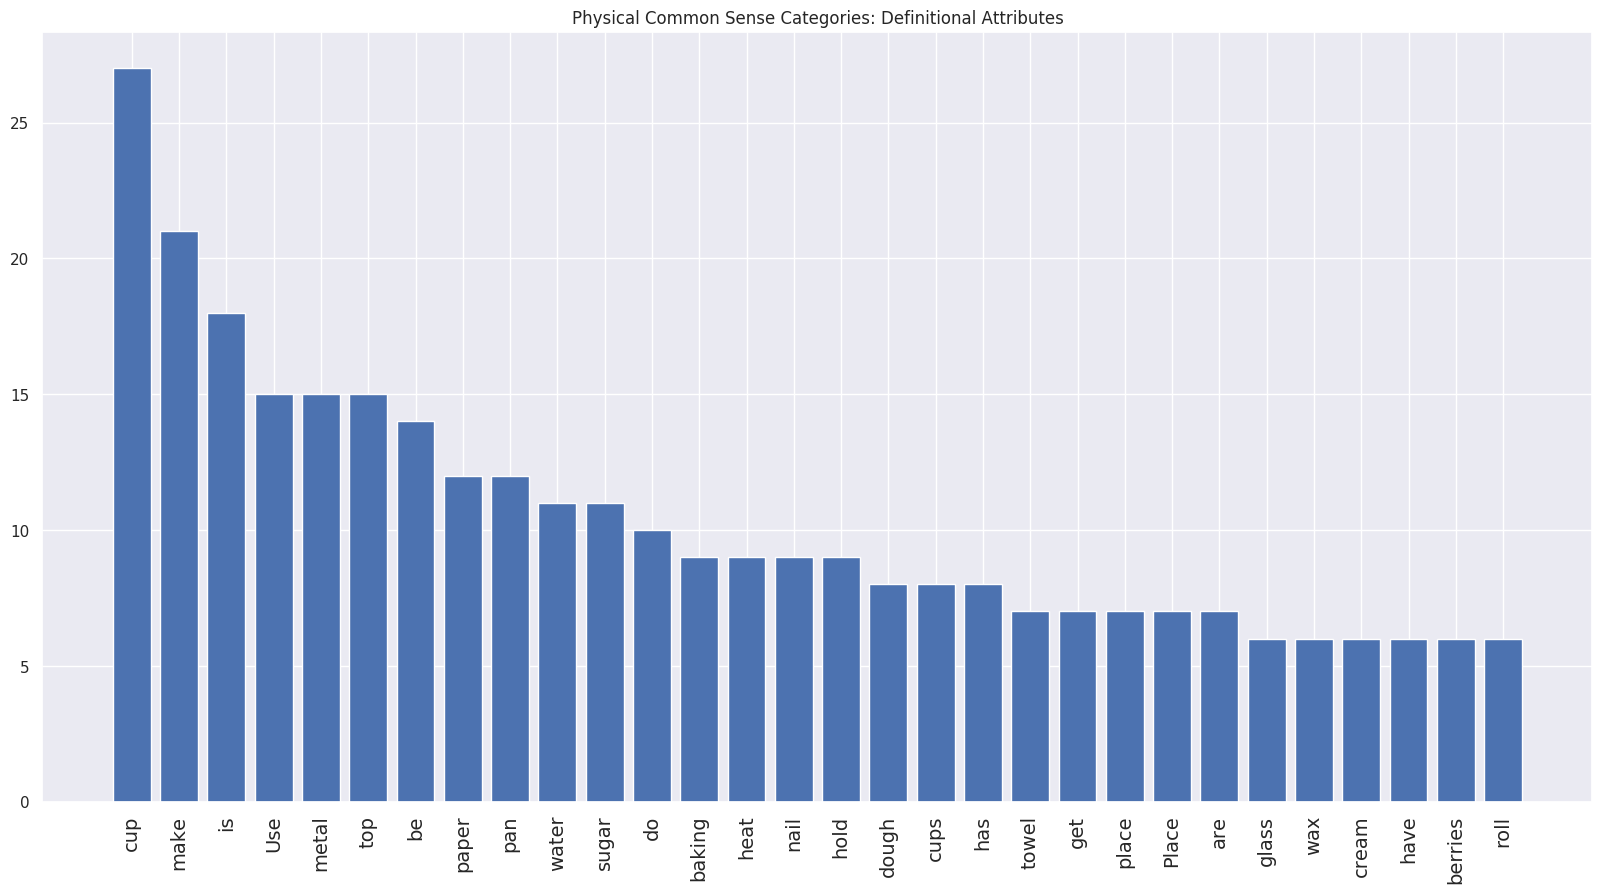 Physical Common Sense Categories: Definitional Attributes
25
20
15
10
5
0
cup
make
is
Use
metal
top
be
paper
pan
water
sugar
do
baking
heat
nail
hold
dough
cups
has
towel
get
place
Place
are
glass
wax
cream
have
berries
roll